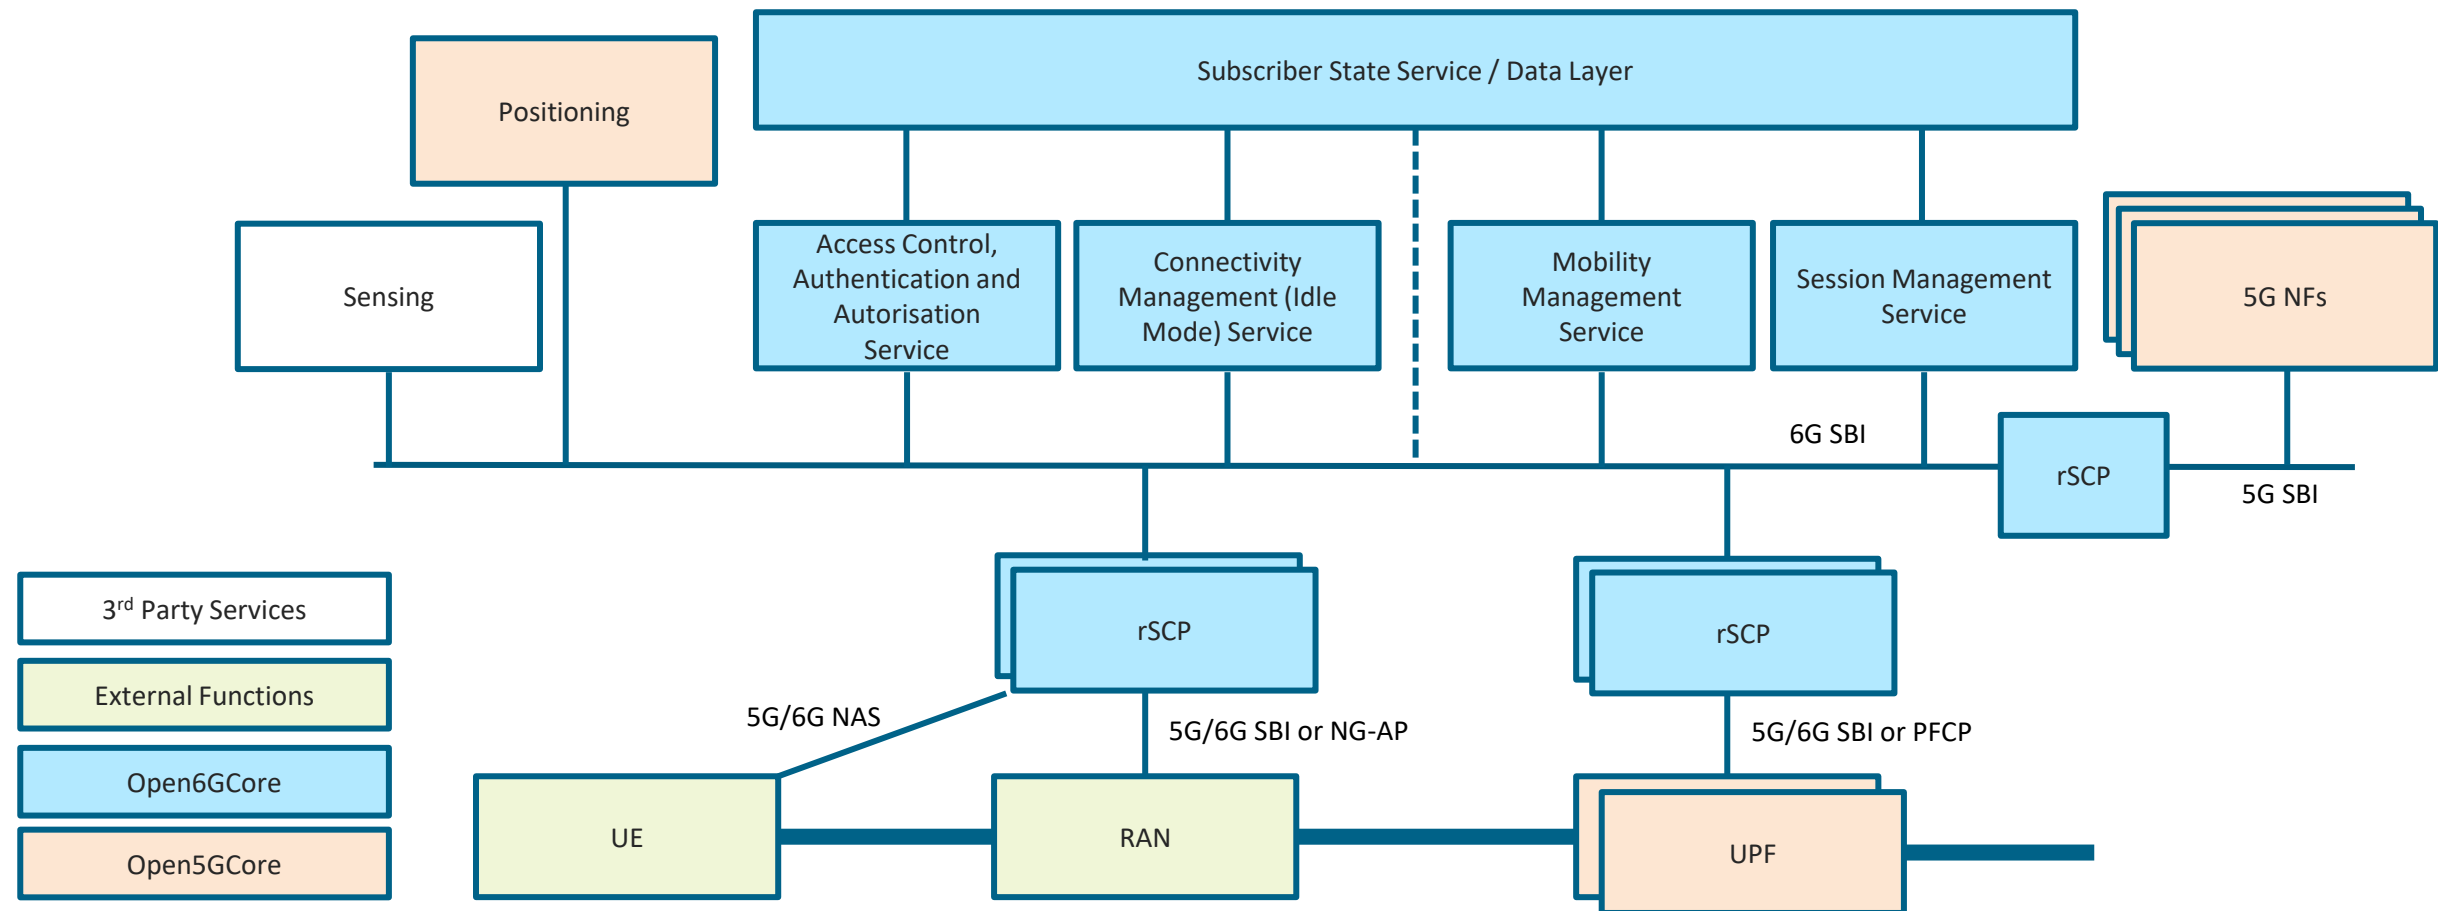 Subscriber State Service / Data Layer
Positioning
Sensing
Access Control,
Authentication and
Autorisation
Service
Connectivity
Management (Idle
Mode) Service
Mobility
Management
Service
Session Management
Service
5G NFs
6G SBI
rSCP
5G SBI
3rd Party Services
External Functions
Open6GCore
Open5GCore
rSCP
rSCP
5G/6G NAS
5G/6G SBI or NG-AP
5G/6G SBI or PFCP
UE
RAN
UPF